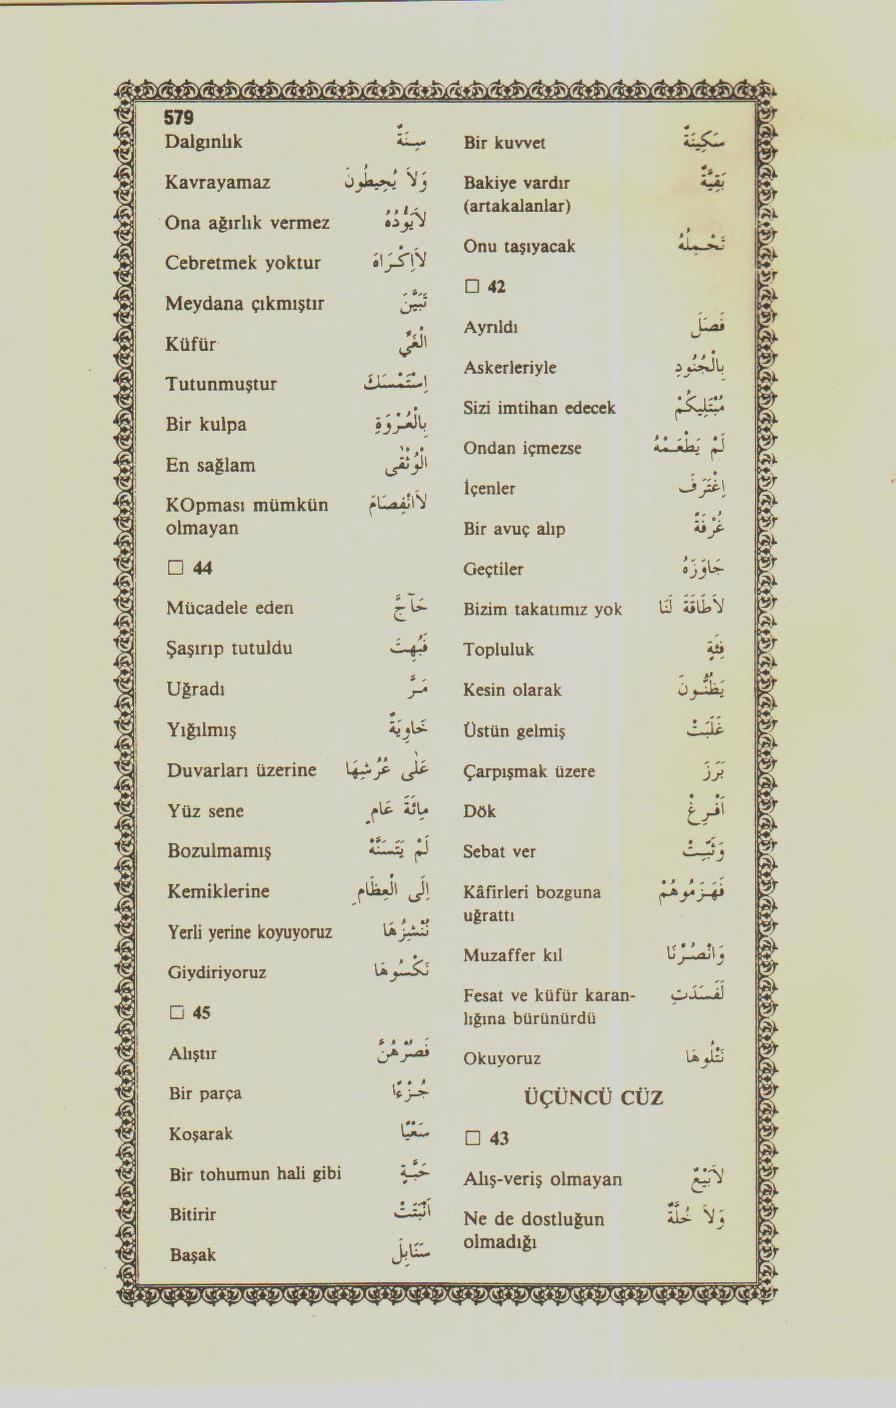 579
Bir kuvvet سَكِينَةٌ
Bakiye vardır بَقِيَّةٌ
(artakalanlar)
Onu taşıyacak تَحْمِلُهُ
□ 42
Ayrıldı فَصَلَ
Askerleriyle بِالْجُنُودِ
Sizi imtihan edecek مُبْتَلِيكُمْ
Ondan içmezse لَمْ يَطْعَمْهُ
İçenler اِغْتَرَفَ
Bir avuç alıp غُرْفَةً
Geçtiler جَاوَزَهُ
Bizim takatımız yok لاَطَاقَةَ لَنَا
Topluluk فِئَةٍ
Kesin olarak يَظُنُّونَ
Üstün gelmiş غَلَبَتْ
Çarpışmak üzere بَرَزَ
Dök اَفْرِغْ
Sebat ver وَثَبِّتْ
Kâfirleri bozguna فَهَزَمُوهُمْ
uğrattı
Muzaffer kıl وَانْصُرْنَا
Fesat ve küfür karan- لَفَسَدَتِ
lığına bürünürdü
Okuyoruz نَتْلُوهَا
ÜÇÜNCÜ CÜZ
□ 43
Alış-veriş olmayan لاَبَيْعٌ
Ne de dostluğun وَلاَ خُلَّةٌ
olmadığı
Dalgınlık سِنَةٌ
Kavrayamaz وَلاَ يُحِيطُونَ
Ona ağırlık vermez لاَيَؤُدُهُ
Cebretmek yoktur لاَاِكْرَاهَ
Meydana çıkmıştır تَبَيَّنَ
Küfür الْغَيِّ
Tutunmuştur اِسْتَمْسَكَ
Bir kulpa بِالْعُرْوَةِ
En sağlam الْوُثْقٰى
KOpması mümkün لاَانْفِصَامَ
olmayan
□ 44
Mücadele eden حَآجَّ
Şaşırıp tutuldu فَبُهِتَ
Uğradı مَرَّ
Yığılmış خَاوِيَةٌ
Duvarları üzerine عَلٰى عُرُشِهَا
Yüz sene مِائَةَ عَامٍ
Bozulmamış لَمْ يَتَسَنَّهْ
Kemiklerine اِلَى الْعِظَامِ
Yerli yerine koyuyoruz نُنْشِزُهَا
Giydiriyoruz نَكْسُوهَا
□ 45
Alıştır فَصُرْهُنَّ
Bir parça جُزْءًا
Koşarak سَعْيًا
Bir tohumun hali gibi حَبَّةٍ
Bitirir اَنْبَتَتْ
Başak سَنَابِلَ